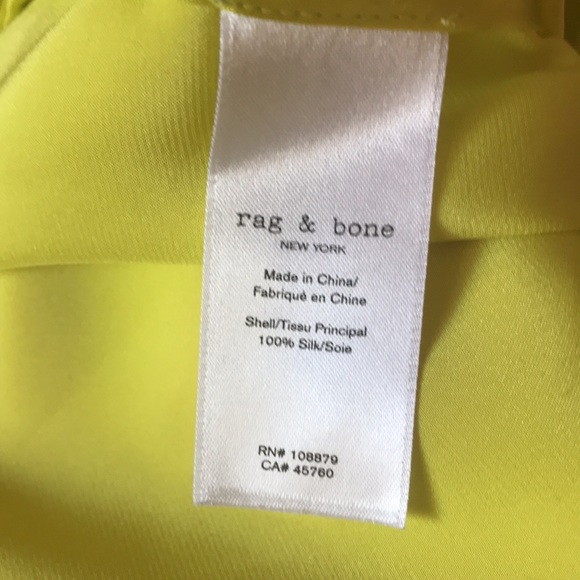 rag & bone
NEW YORK
Made in China/
Fabriqué en Chine
Shell/Tissu Principal
100% Silk/Soie
RN# 108879
CA# 45760